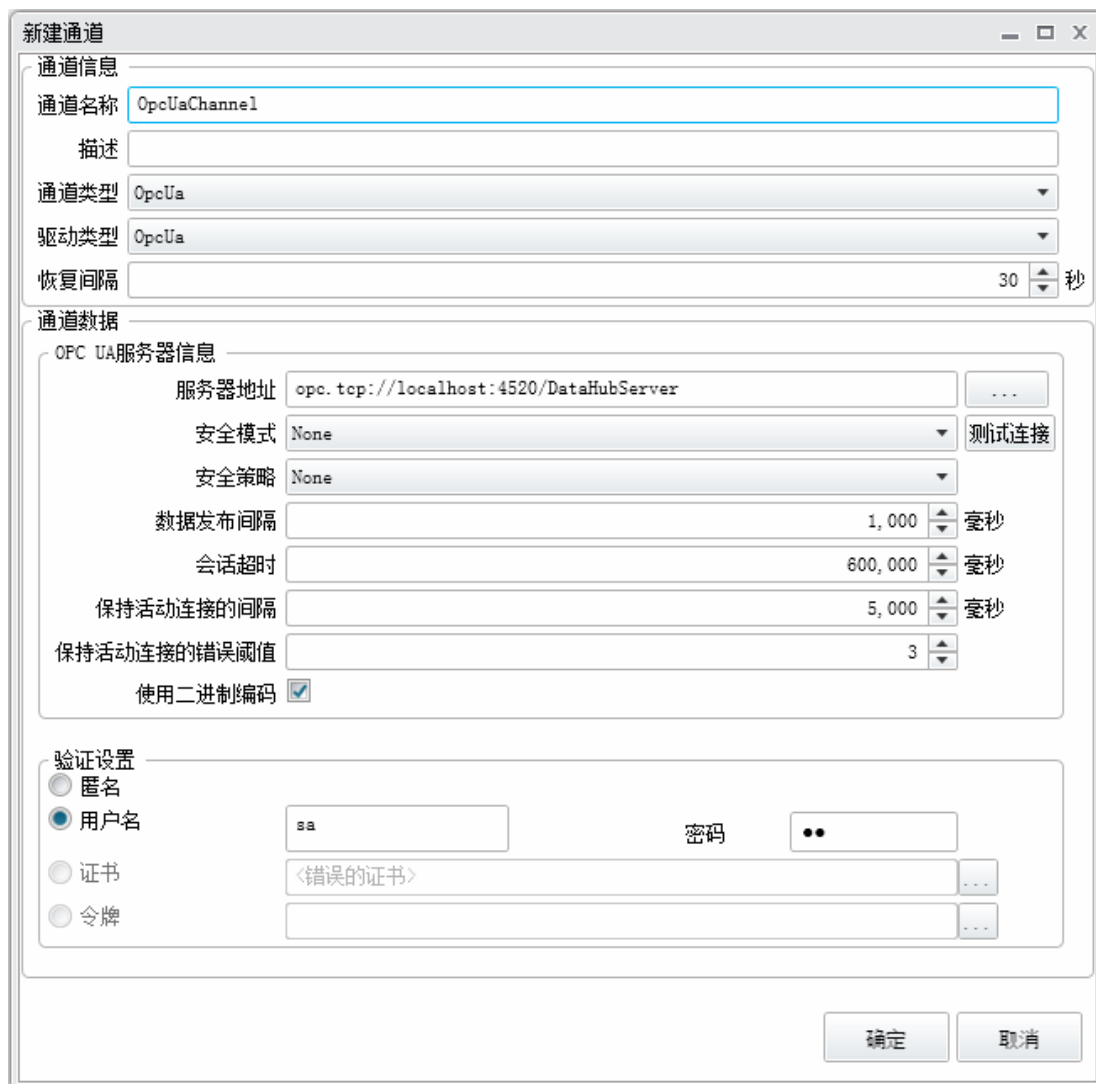 新建通道
通道信息
通道名称 OpcUaChannel
描述
通道类型 OpcUa
驱动类型 OpcUa
恢复间隔 30 秒
通道数据
OPC UA服务器信息
服务器地址 opc.tcp://localhost:4520/DataHubServer ...
安全模式 None 测试连接
安全策略 None
数据发布间隔 1,000 毫秒
会话超时 600,000 毫秒
保持活动连接的间隔 5,000 毫秒
保持活动连接的错误阈值 3
使用二进制编码
验证设置
匿名
用户名 sa 密码 ●●
证书 <错误的证书> ...
令牌 ...
确定 取消